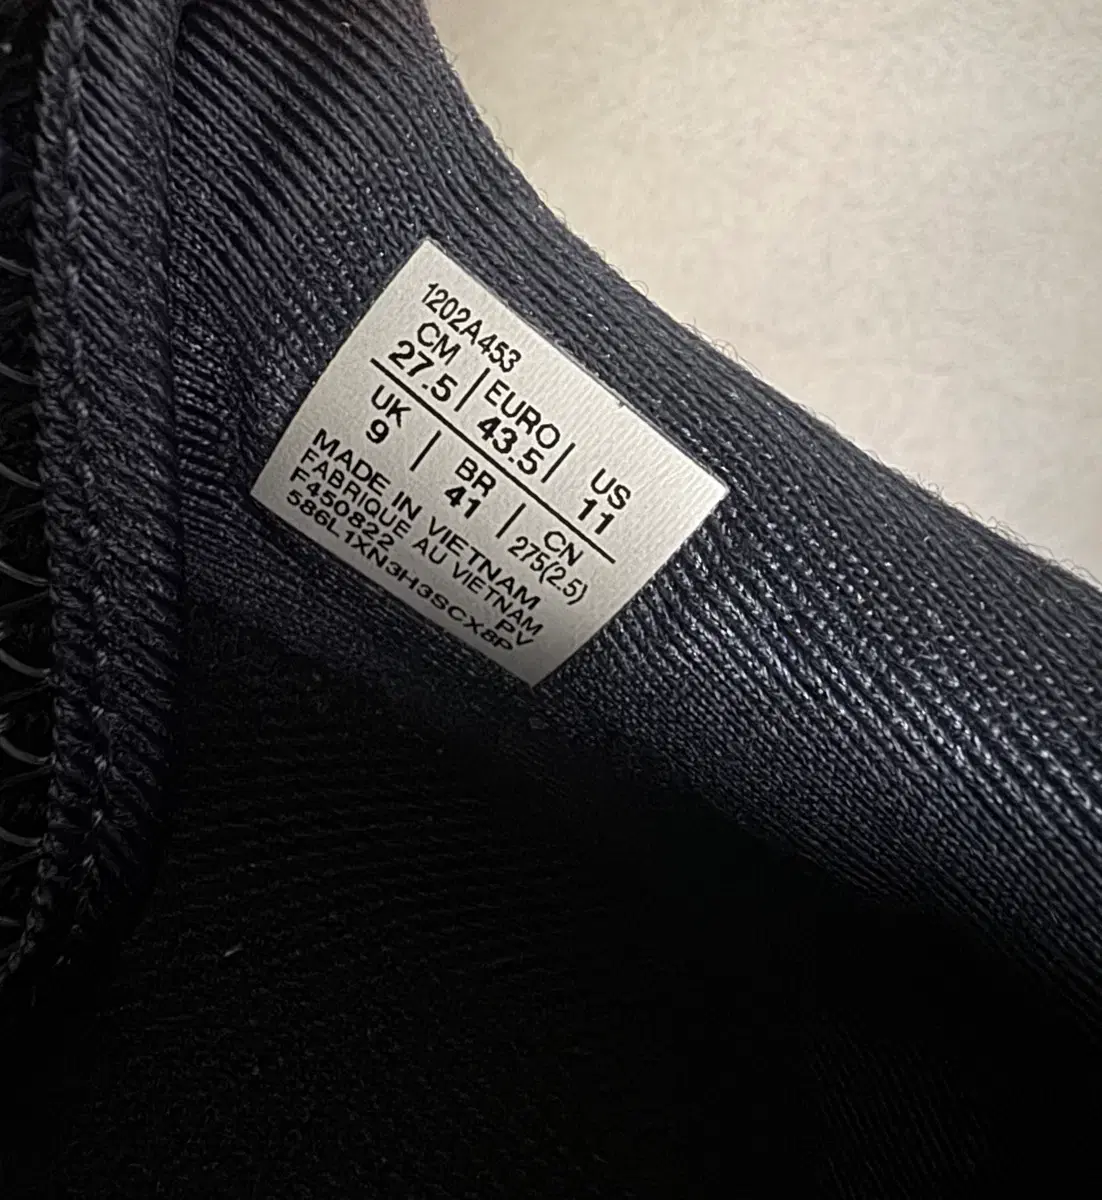 1202A453
CM | EURO | US
27.5 | 43.5 | 11
UK | BR | CN
9 | 41 | 275(2.5)
MADE IN VIETNAM
FABRIQUE AU VIETNAM
F450822 PV
586L1XN3H3SCX8P